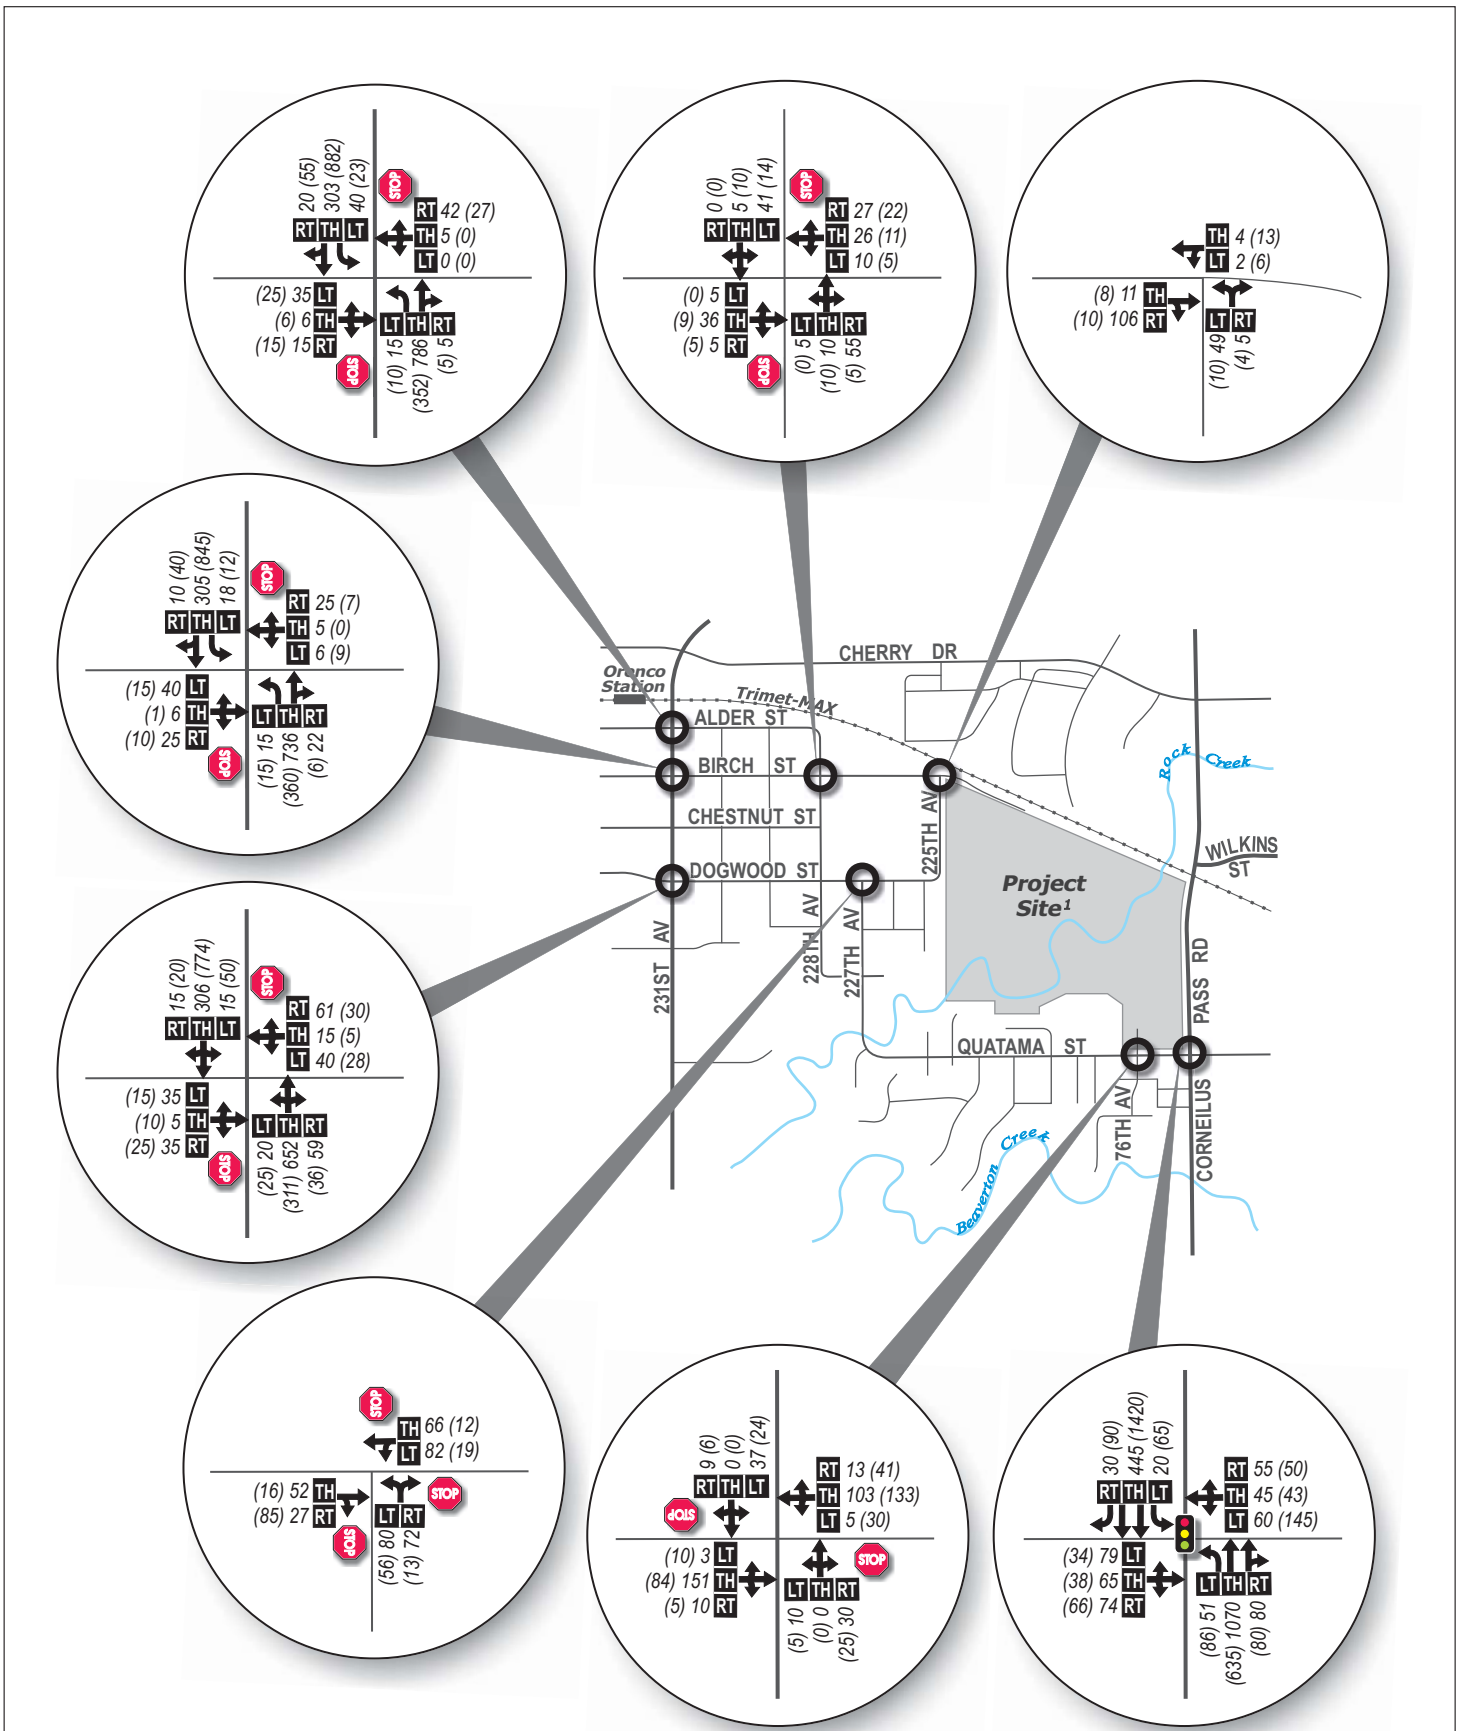 20 (55)
303 (882)
40 (23)
RT TH LT
STOP
RT 42 (27)
TH 5 (0)
LT 0 (0)
(25) 35 LT
(6) 6 TH
(15) 15 RT
STOP
LT TH RT
(10) 15
(352) 786
(5) 5
0 (0)
5 (10)
41 (14)
RT TH LT
STOP
RT 27 (22)
TH 26 (11)
LT 10 (5)
(0) 5 LT
(9) 36 TH
(5) 5 RT
STOP
LT TH RT
(0) 5
(10) 10
(5) 55
TH 4 (13)
LT 2 (6)
(8) 11 TH
(10) 106 RT
LT RT
(10) 49
(4) 5
10 (40)
305 (845)
18 (12)
RT TH LT
STOP
RT 25 (7)
TH 5 (0)
LT 6 (9)
(15) 40 LT
(1) 6 TH
(10) 25 RT
STOP
LT TH RT
(15) 15
(360) 736
(6) 22
15 (20)
306 (774)
15 (50)
RT TH LT
STOP
RT 61 (30)
TH 15 (5)
LT 40 (28)
(15) 35 LT
(10) 5 TH
(25) 35 RT
STOP
LT TH RT
(25) 20
(311) 652
(36) 59
CHERRY DR
Orenco
Station
Trimet-MAX
ALDER ST
BIRCH ST
CHESTNUT ST
DOGWOOD ST
231ST AV
228TH AV
227TH AV
225TH AV
Project
Site1
Rock Creek
WILKINS
ST
QUATAMA ST
76TH AV
CORNEILUS PASS RD
Beaverton Creek
STOP
TH 66 (12)
LT 82 (19)
(16) 52 TH
(85) 27 RT
STOP
LT RT
STOP
(56) 80
(13) 72
9 (6)
0 (0)
37 (24)
RT TH LT
STOP
RT 13 (41)
TH 103 (133)
LT 5 (30)
(10) 3 LT
(84) 151 TH
(5) 10 RT
STOP
LT TH RT
(5) 10
(0) 0
(25) 30
30 (90)
445 (1420)
20 (65)
RT TH LT
RT 55 (50)
TH 45 (43)
LT 60 (145)
(34) 79 LT
(38) 65 TH
(66) 74 RT
LT TH RT
(86) 51
(635) 1070
(80) 80